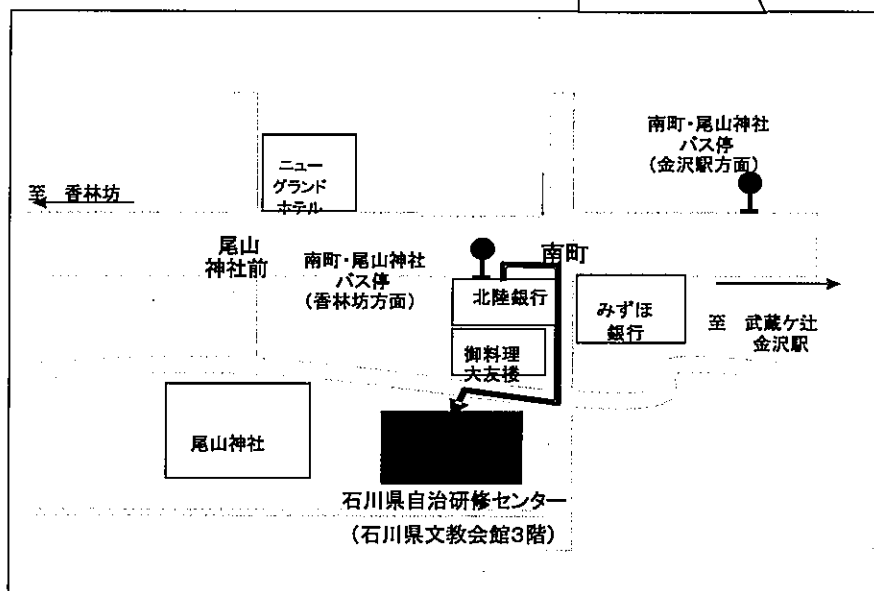 南町・尾山神社
バス停
(金沢駅方面)
ニュー
グランド
ホテル
至 香林坊
尾山
神社前
南町・尾山神社
バス停
(香林坊方面)
南町
北陸銀行
みずほ
銀行
至 武蔵ケ辻
金沢駅
御料理
大友楼
尾山神社
石川県自治研修センター
(石川県文教会館3階)